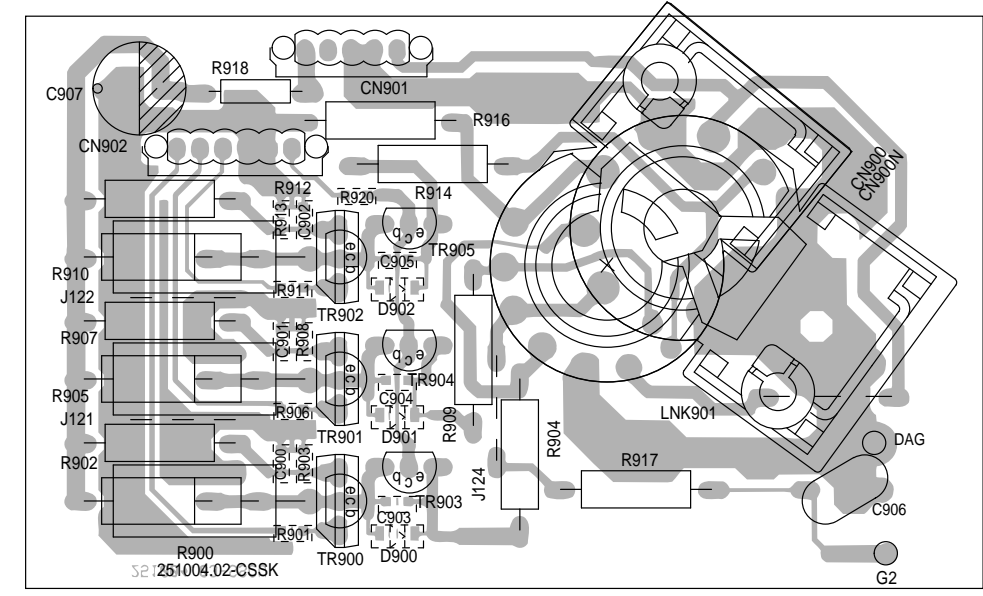 R918
C907
CN901
R916
CN902
R912
R920
R914
CN900
CN900N
R913
C902
e c b
e c b
TR905
C905
R910
R911
J122
TR902
D902
R907
C901
R908
e c b
e c b
TR904
R905
C904
R909
LNK901
J121
R906
TR901
D901
R904
DAG
R902
C900
R903
R917
J124
e c b
e c b
TR903
C903
C906
R901
R900
TR900
D900
G2
251004.02-CSSK